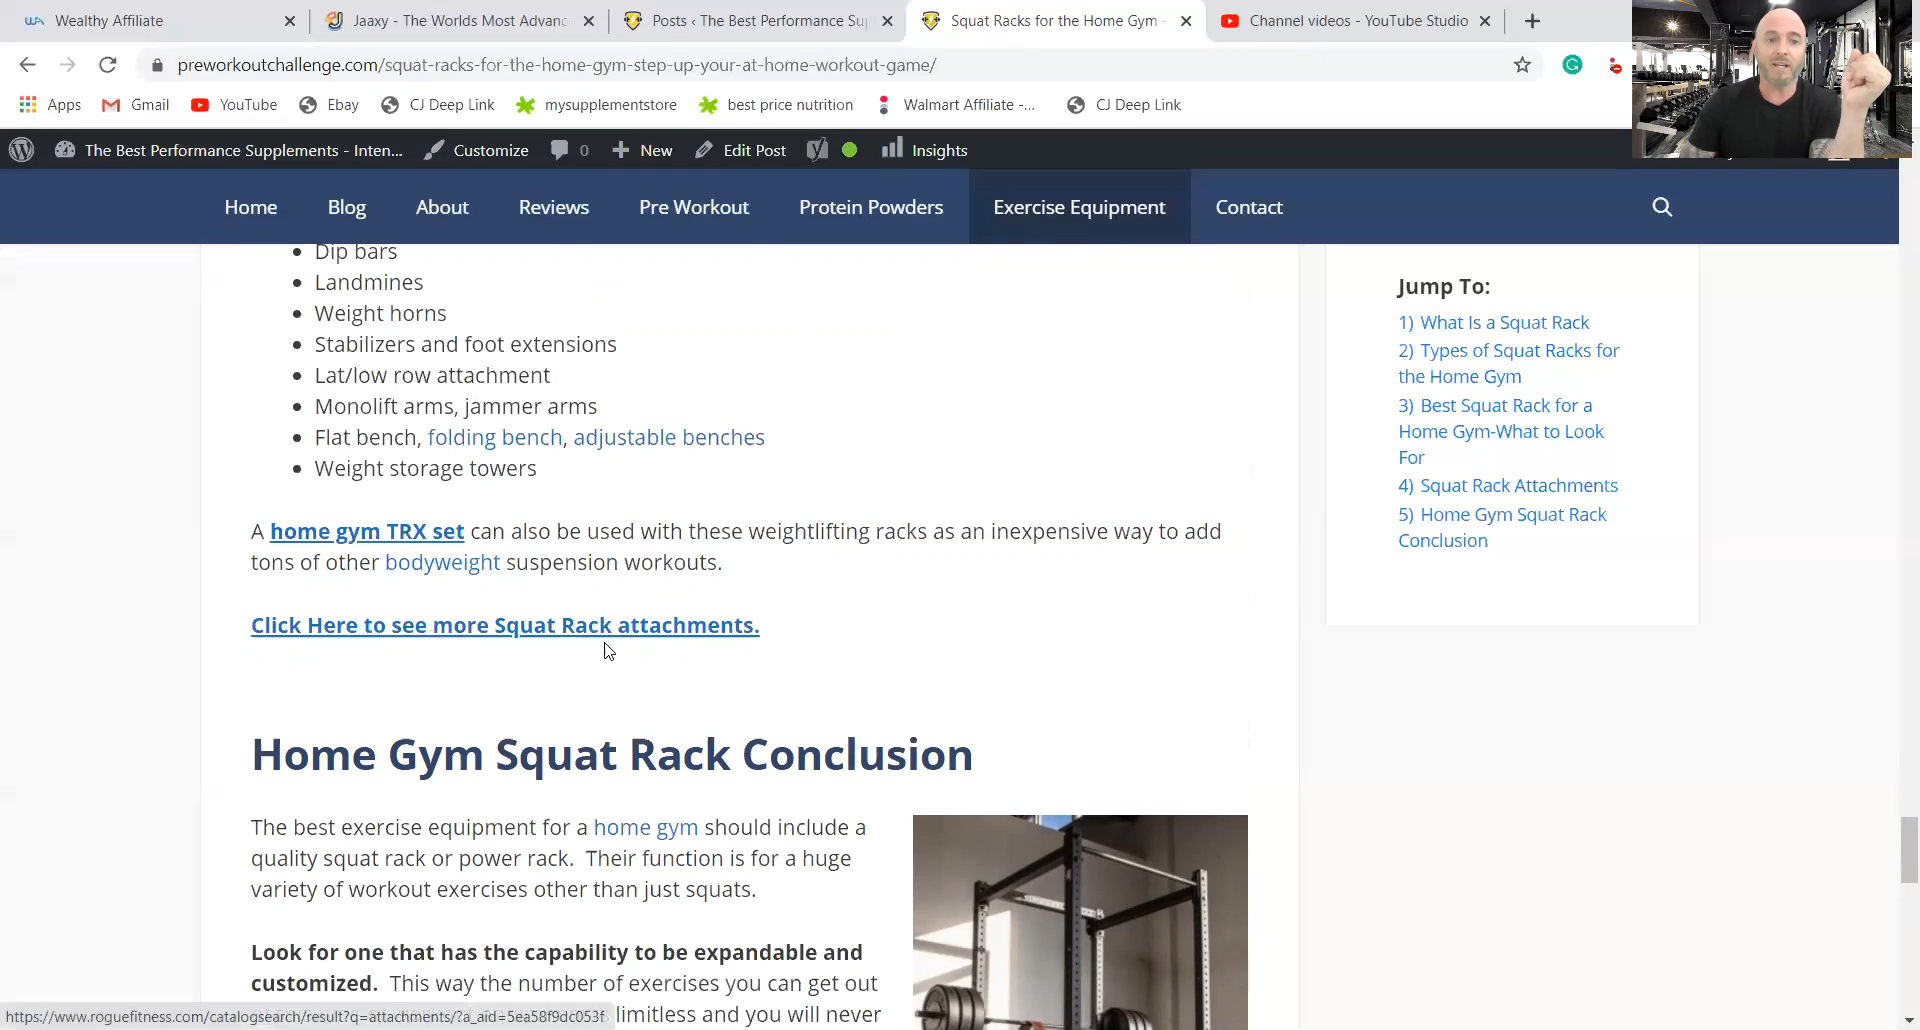 Wealthy Affiliate
Jaaxy - The Worlds Most Advanc
Posts ‹ The Best Performance Su
Squat Racks for the Home Gym -
Channel videos - YouTube Studio
preworkoutchallenge.com/squat-racks-for-the-home-gym-step-up-your-at-home-workout-game/
Apps
Gmail
YouTube
Ebay
CJ Deep Link
mysupplementstore
best price nutrition
Walmart Affiliate -...
CJ Deep Link
The Best Performance Supplements - Inten...
Customize
0
New
Edit Post
Insights
Home
Blog
About
Reviews
Pre Workout
Protein Powders
Exercise Equipment
Contact
• Dip bars
• Landmines
• Weight horns
• Stabilizers and foot extensions
• Lat/low row attachment
• Monolift arms, jammer arms
• Flat bench, folding bench, adjustable benches
• Weight storage towers
A home gym TRX set can also be used with these weightlifting racks as an inexpensive way to add
tons of other bodyweight suspension workouts.
Click Here to see more Squat Rack attachments.
Home Gym Squat Rack Conclusion
The best exercise equipment for a home gym should include a
quality squat rack or power rack. Their function is for a huge
variety of workout exercises other than just squats.
Look for one that has the capability to be expandable and
customized. This way the number of exercises you can get out
limitless and you will never
Jump To:
1) What Is a Squat Rack
2) Types of Squat Racks for
the Home Gym
3) Best Squat Rack for a
Home Gym-What to Look
For
4) Squat Rack Attachments
5) Home Gym Squat Rack
Conclusion
https://www.roguefitness.com/catalogsearch/result?q=attachments/?a_aid=5ea58f9dc053f